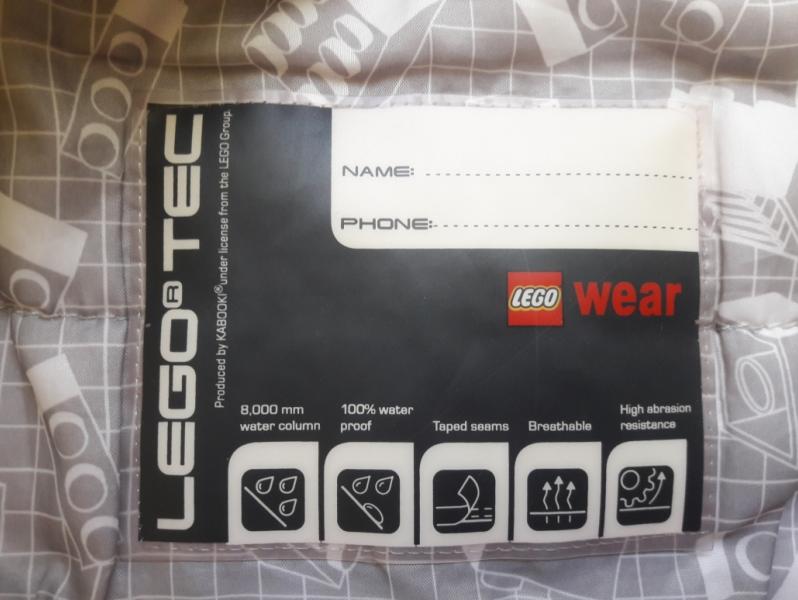 LEGO® TEC
Produced by KABOOKI® under license from the LEGO Group.
NAME:
PHONE:
LEGO wear
8,000 mm
water column
100% water
proof
Taped seams
Breathable
High abrasion
resistance